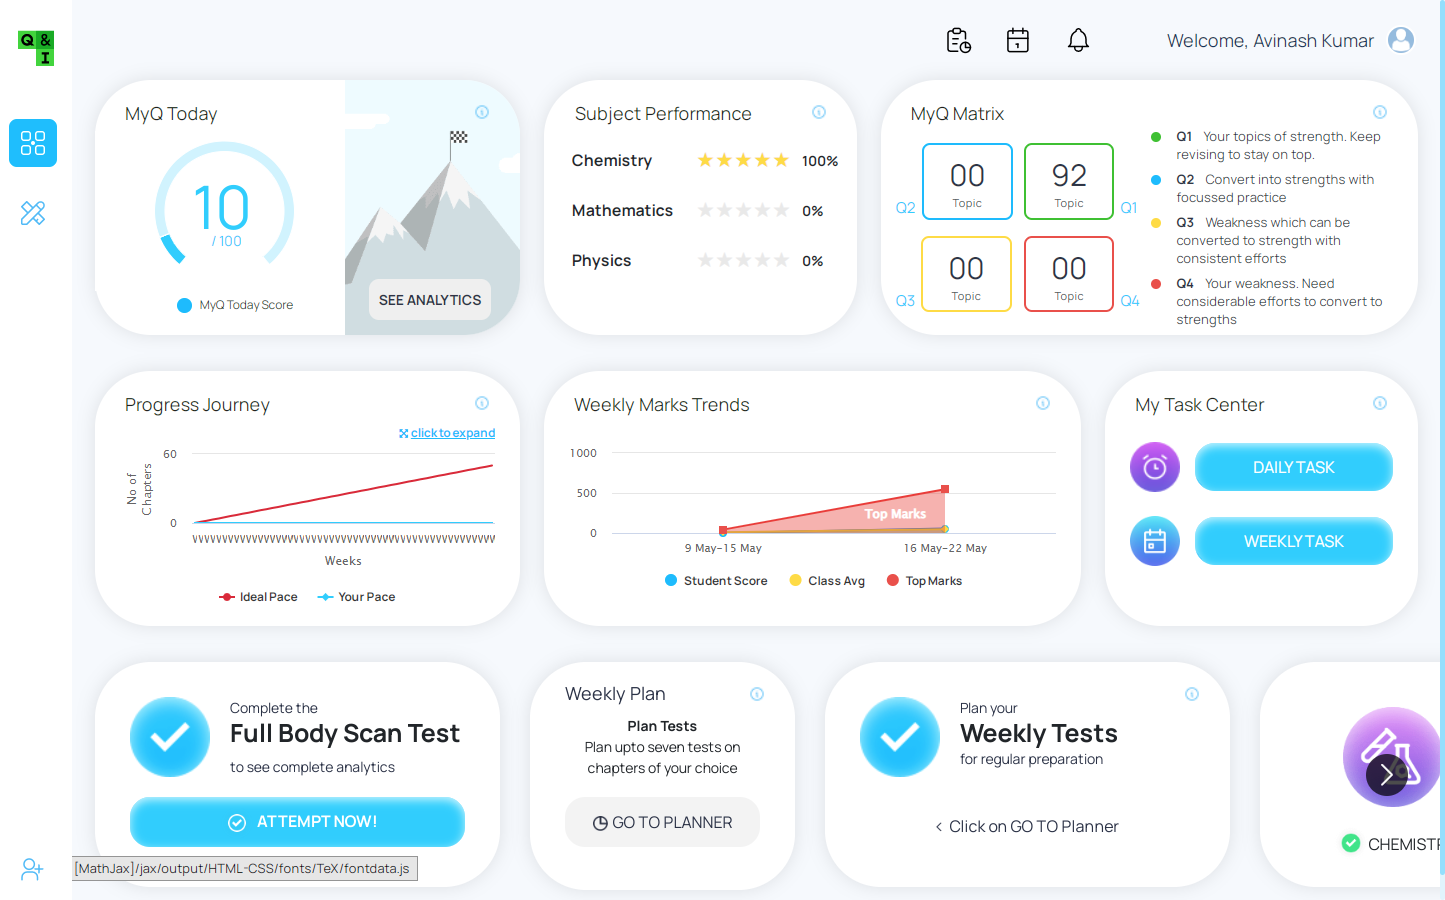 Q &
I
Welcome, Avinash Kumar
MyQ Today
10
/ 100
MyQ Today Score
SEE ANALYTICS
Subject Performance
Chemistry 100%
Mathematics 0%
Physics 0%
MyQ Matrix
00
Topic
92
Topic
Q2
Q1
00
Topic
00
Topic
Q3
Q4
Q1 Your topics of strength. Keep
revising to stay on top.
Q2 Convert into strengths with
focussed practice
Q3 Weakness which can be
converted to strength with
consistent efforts
Q4 Your weakness. Need
considerable efforts to convert to
strengths
Progress Journey
click to expand
No of
Chapters
60
0
Weeks
Ideal Pace Your Pace
Weekly Marks Trends
1000
500
0
Top Marks
9 May-15 May 16 May-22 May
Student Score Class Avg Top Marks
My Task Center
DAILY TASK
WEEKLY TASK
Complete the
Full Body Scan Test
to see complete analytics
ATTEMPT NOW!
Weekly Plan
Plan Tests
Plan upto seven tests on
chapters of your choice
GO TO PLANNER
Plan your
Weekly Tests
for regular preparation
Click on GO TO Planner
[MathJax]/jax/output/HTML-CSS/fonts/TeX/fontdata.js